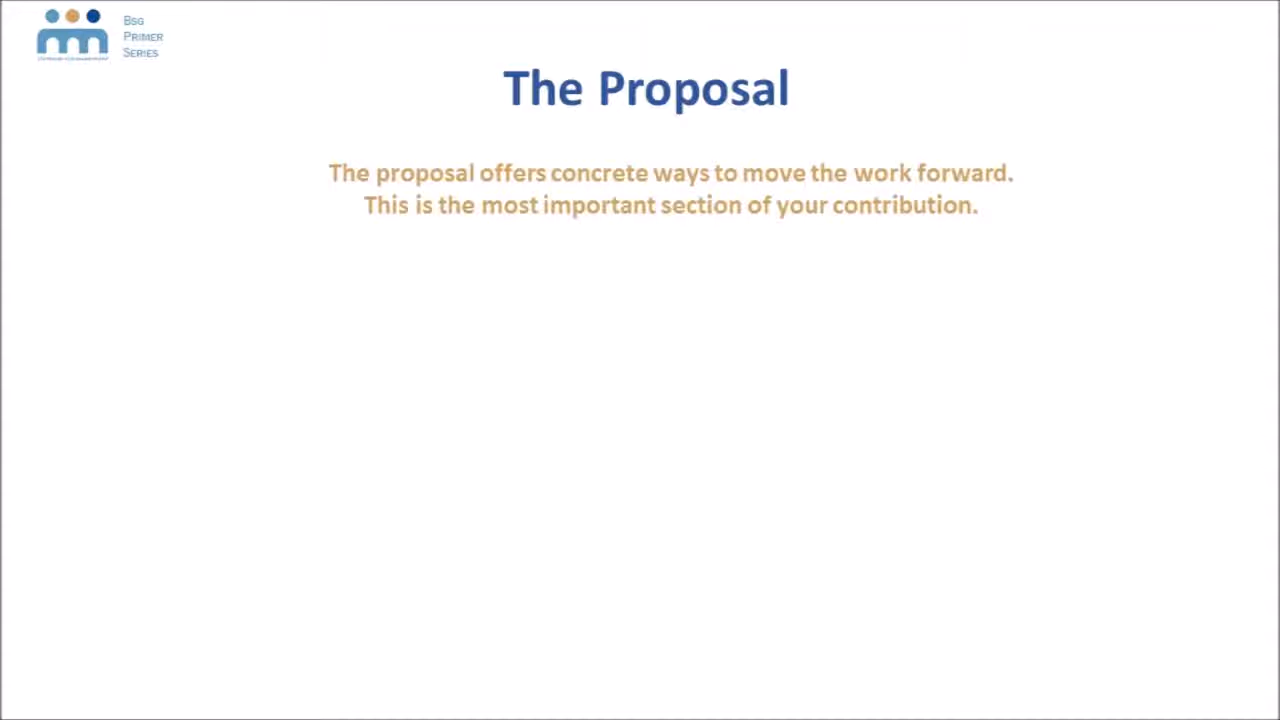 BSG
PRIMER
SERIES
The Proposal
The proposal offers concrete ways to move the work forward.
This is the most important section of your contribution.